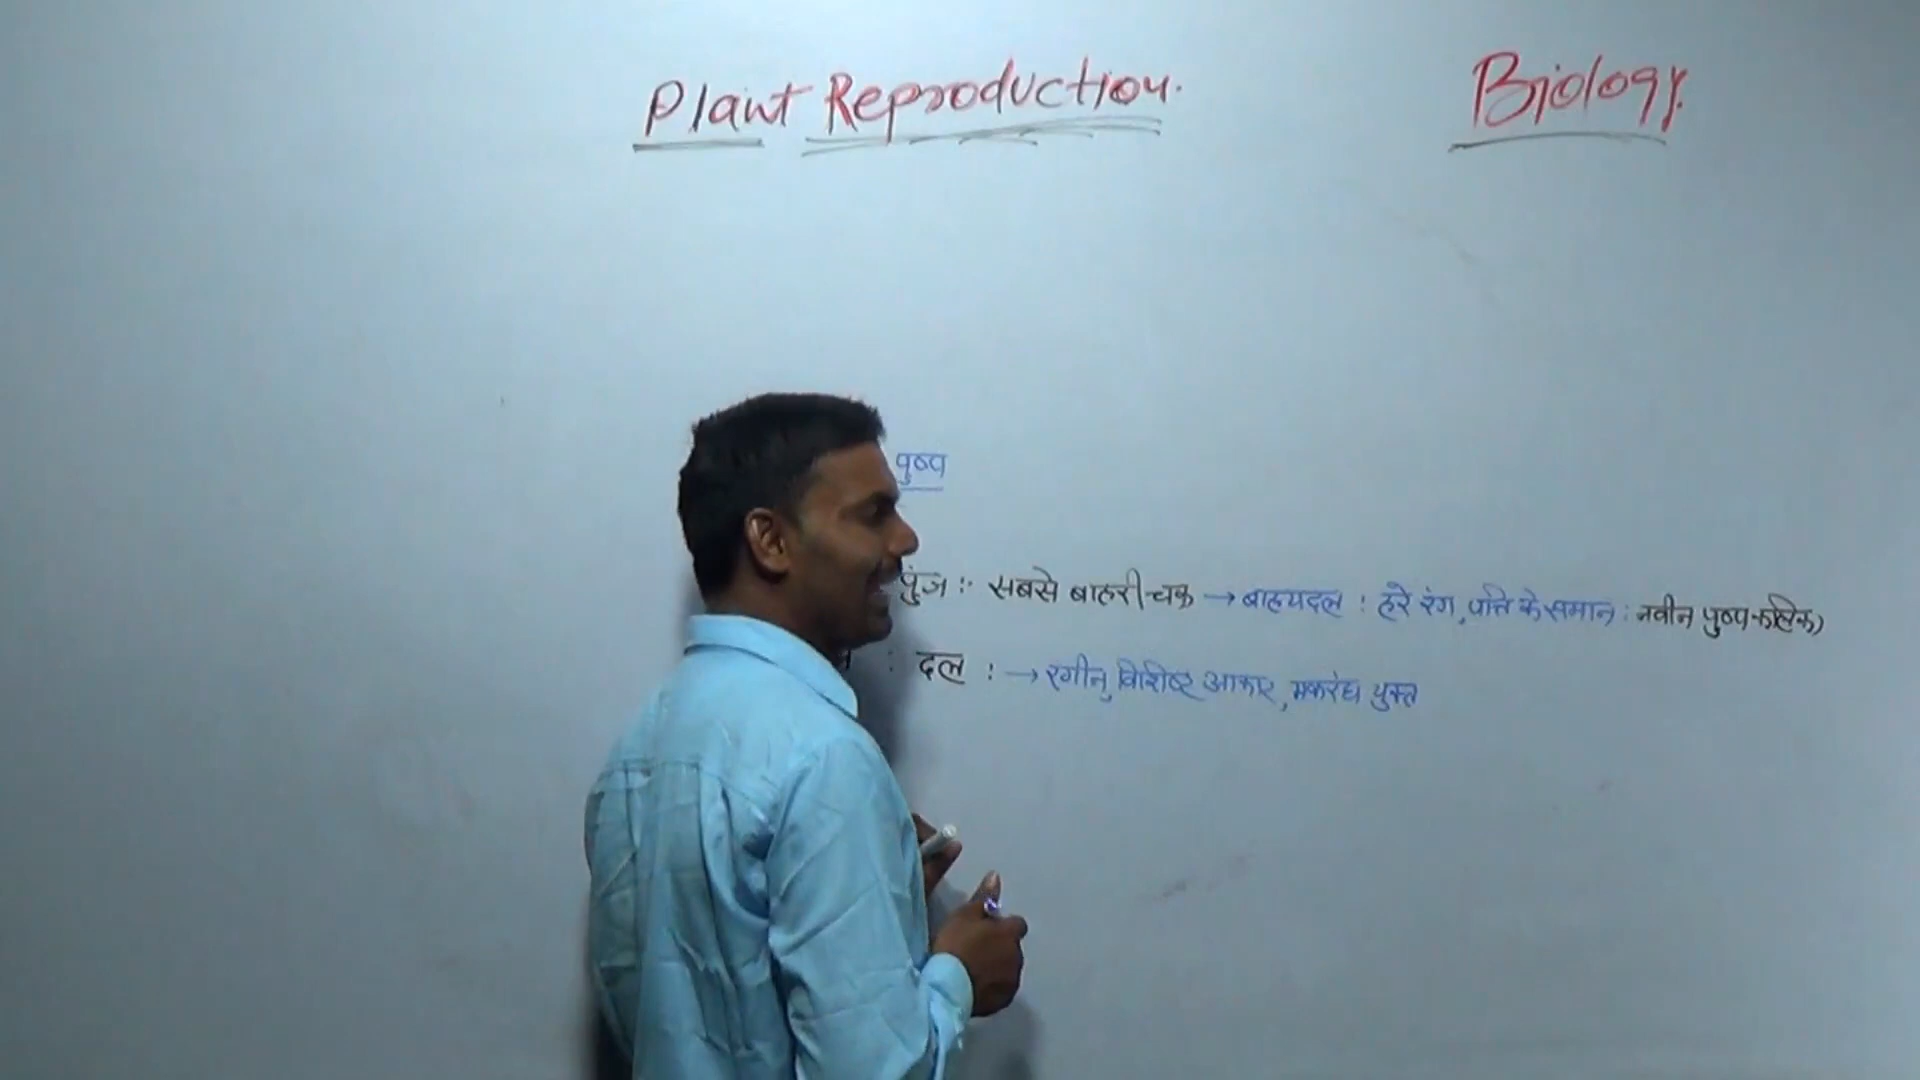 Plant Reproduction.
Biology.
पुष्प
पुंज :- सबसे बाहरी चक्र → बाह्यदल : हरे रंग, पत्ति के समान : नवीन पुष्प कलिका
: दल : → रंगीन, विशिष्ट आकार, मकरंद युक्त